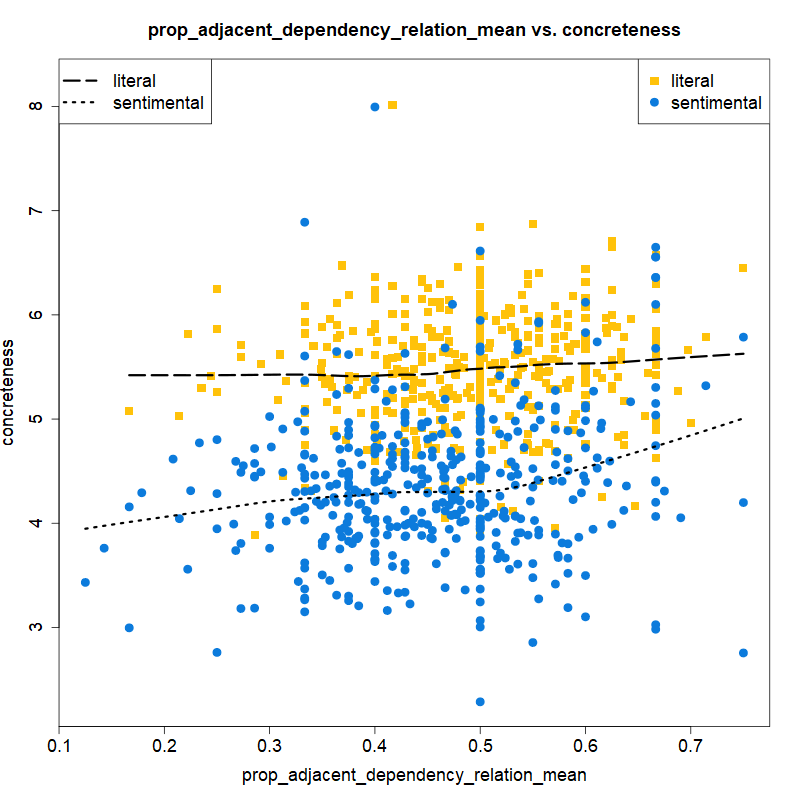 prop_adjacent_dependency_relation_mean vs. concreteness
literal
sentimental
literal
sentimental
concreteness
8
7
6
5
4
3
0.1 0.2 0.3 0.4 0.5 0.6 0.7
prop_adjacent_dependency_relation_mean